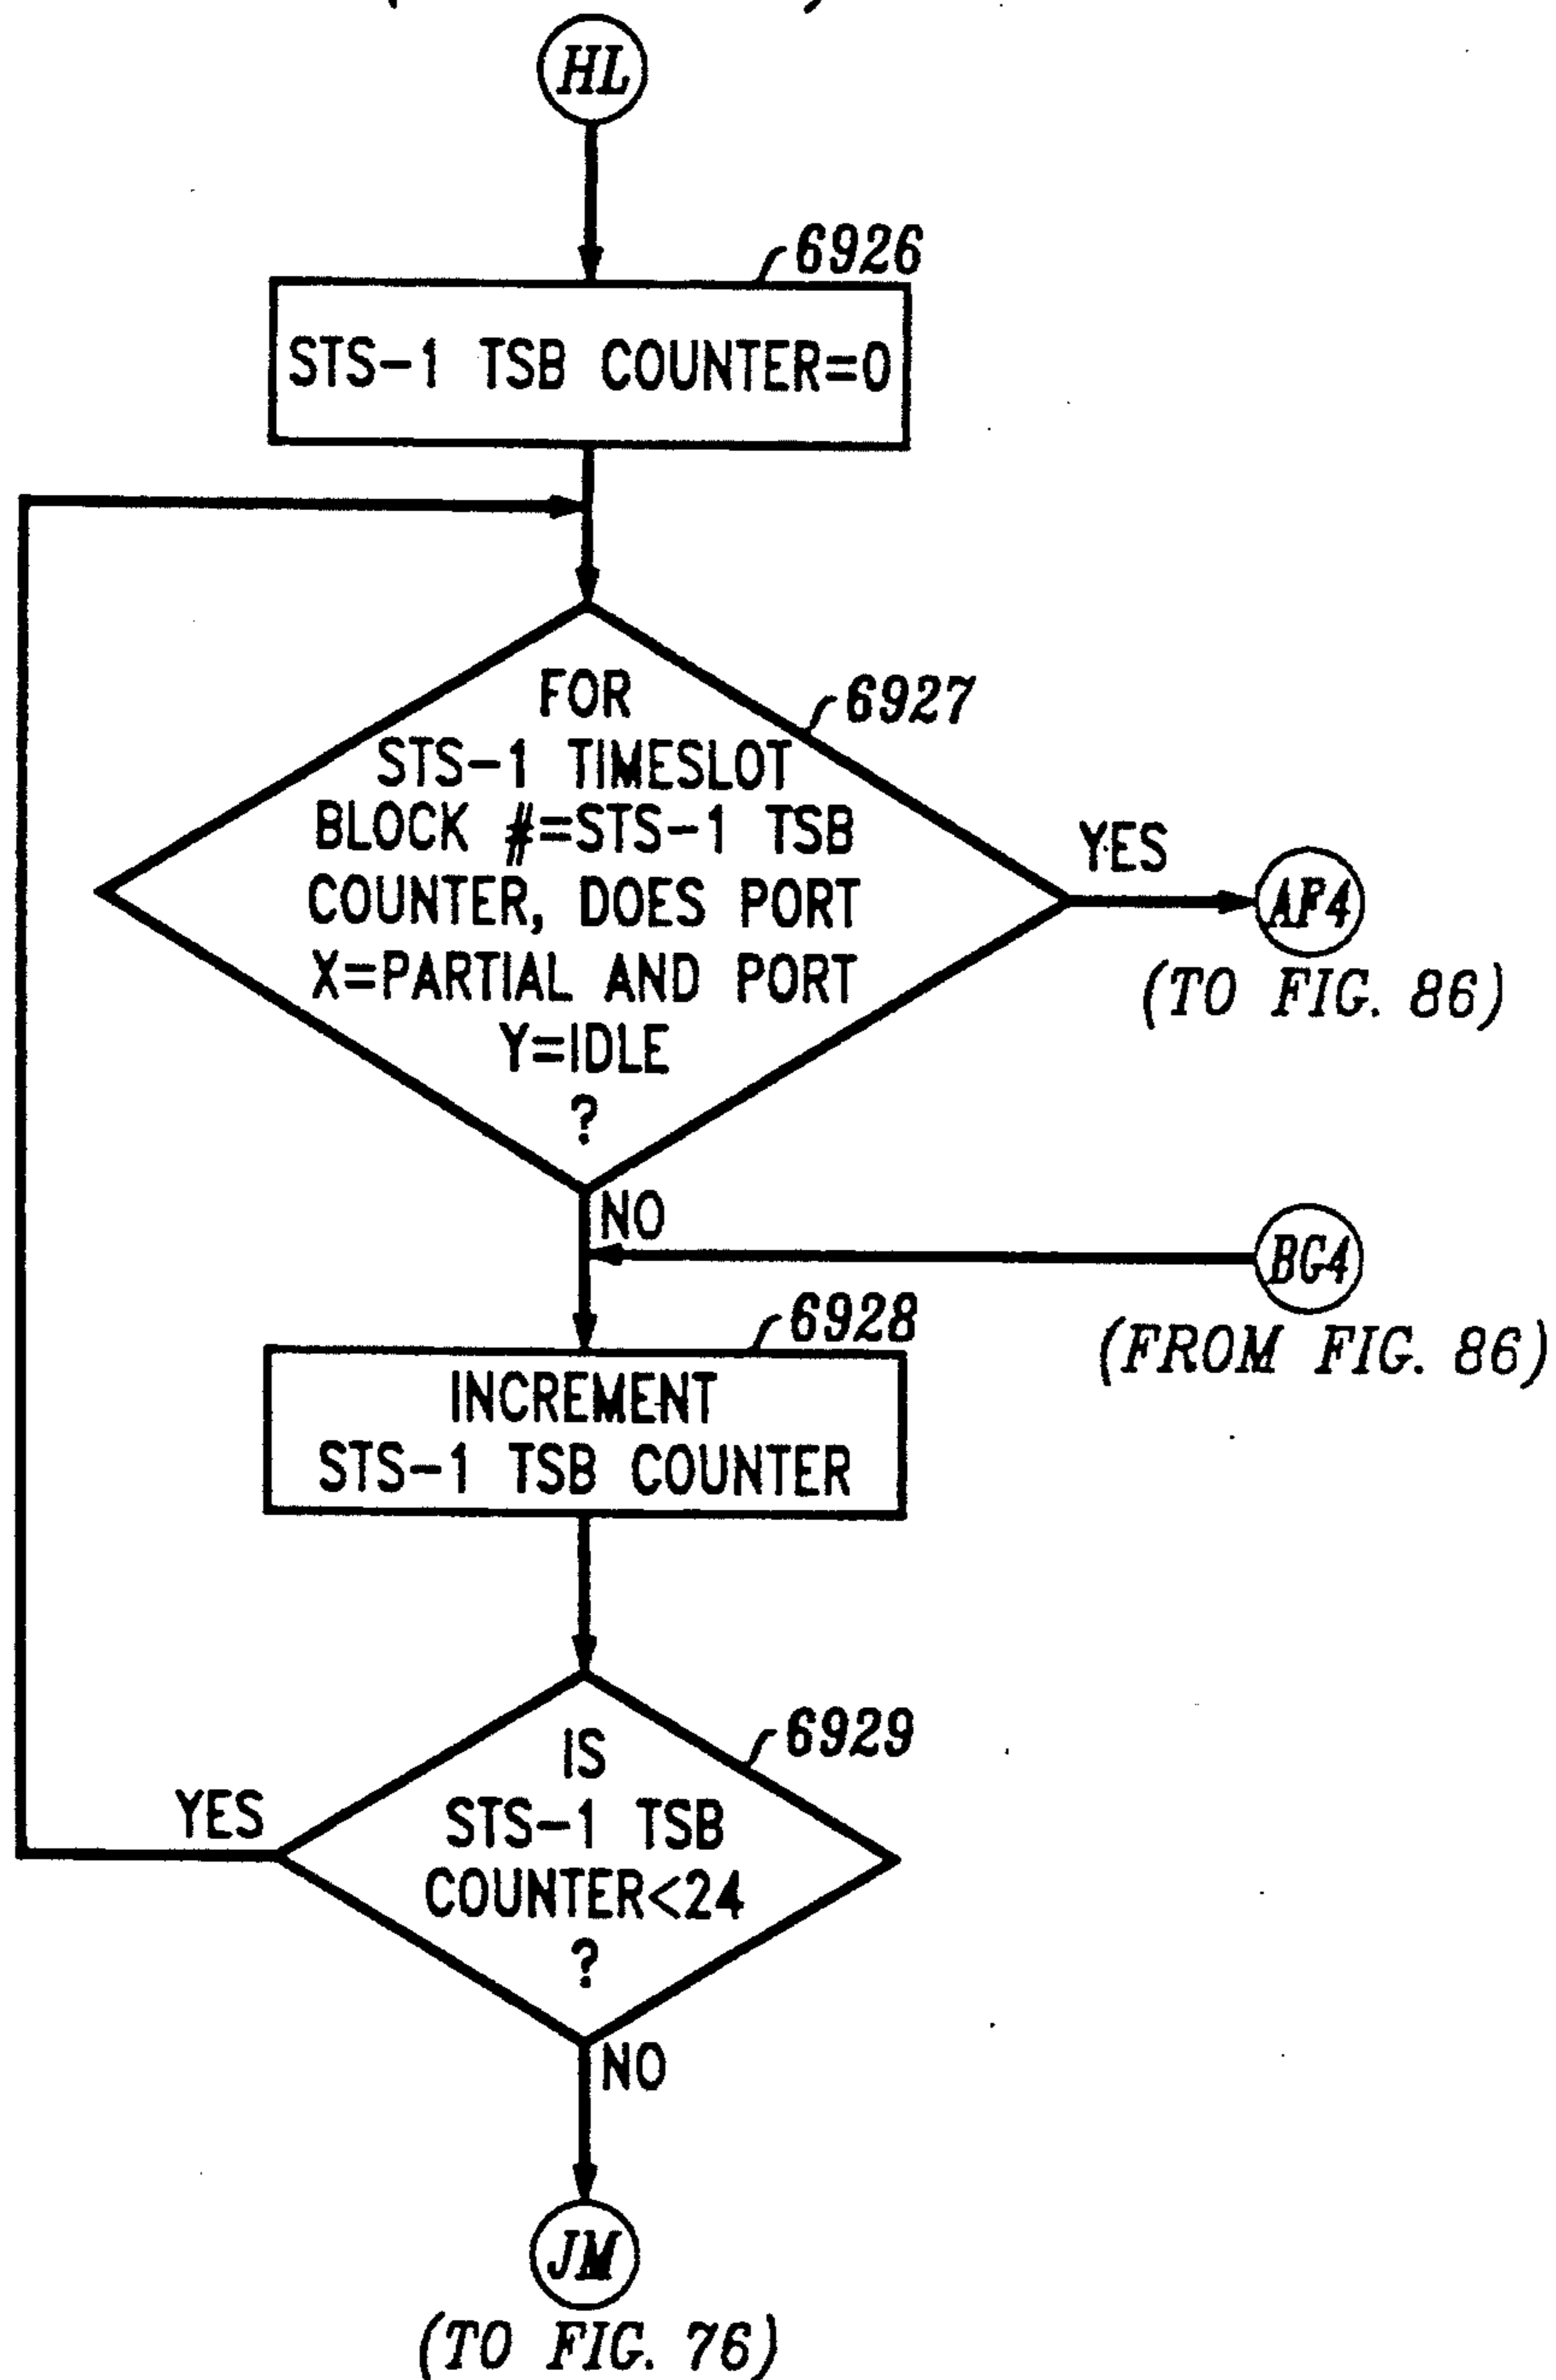 HL
6926
STS-1 TSB COUNTER=0
6927
FOR
STS-1 TIMESLOT
BLOCK #=STS-1 TSB
COUNTER, DOES PORT
X=PARTIAL AND PORT
Y=IDLE
?
YES
AF4
(TO FIG. 86)
NO
BG4
(FROM FIG. 86)
6928
INCREMENT
STS-1 TSB COUNTER
6929
IS
STS-1 TSB
COUNTER<24
?
YES
NO
JM
(TO FIG. 76)